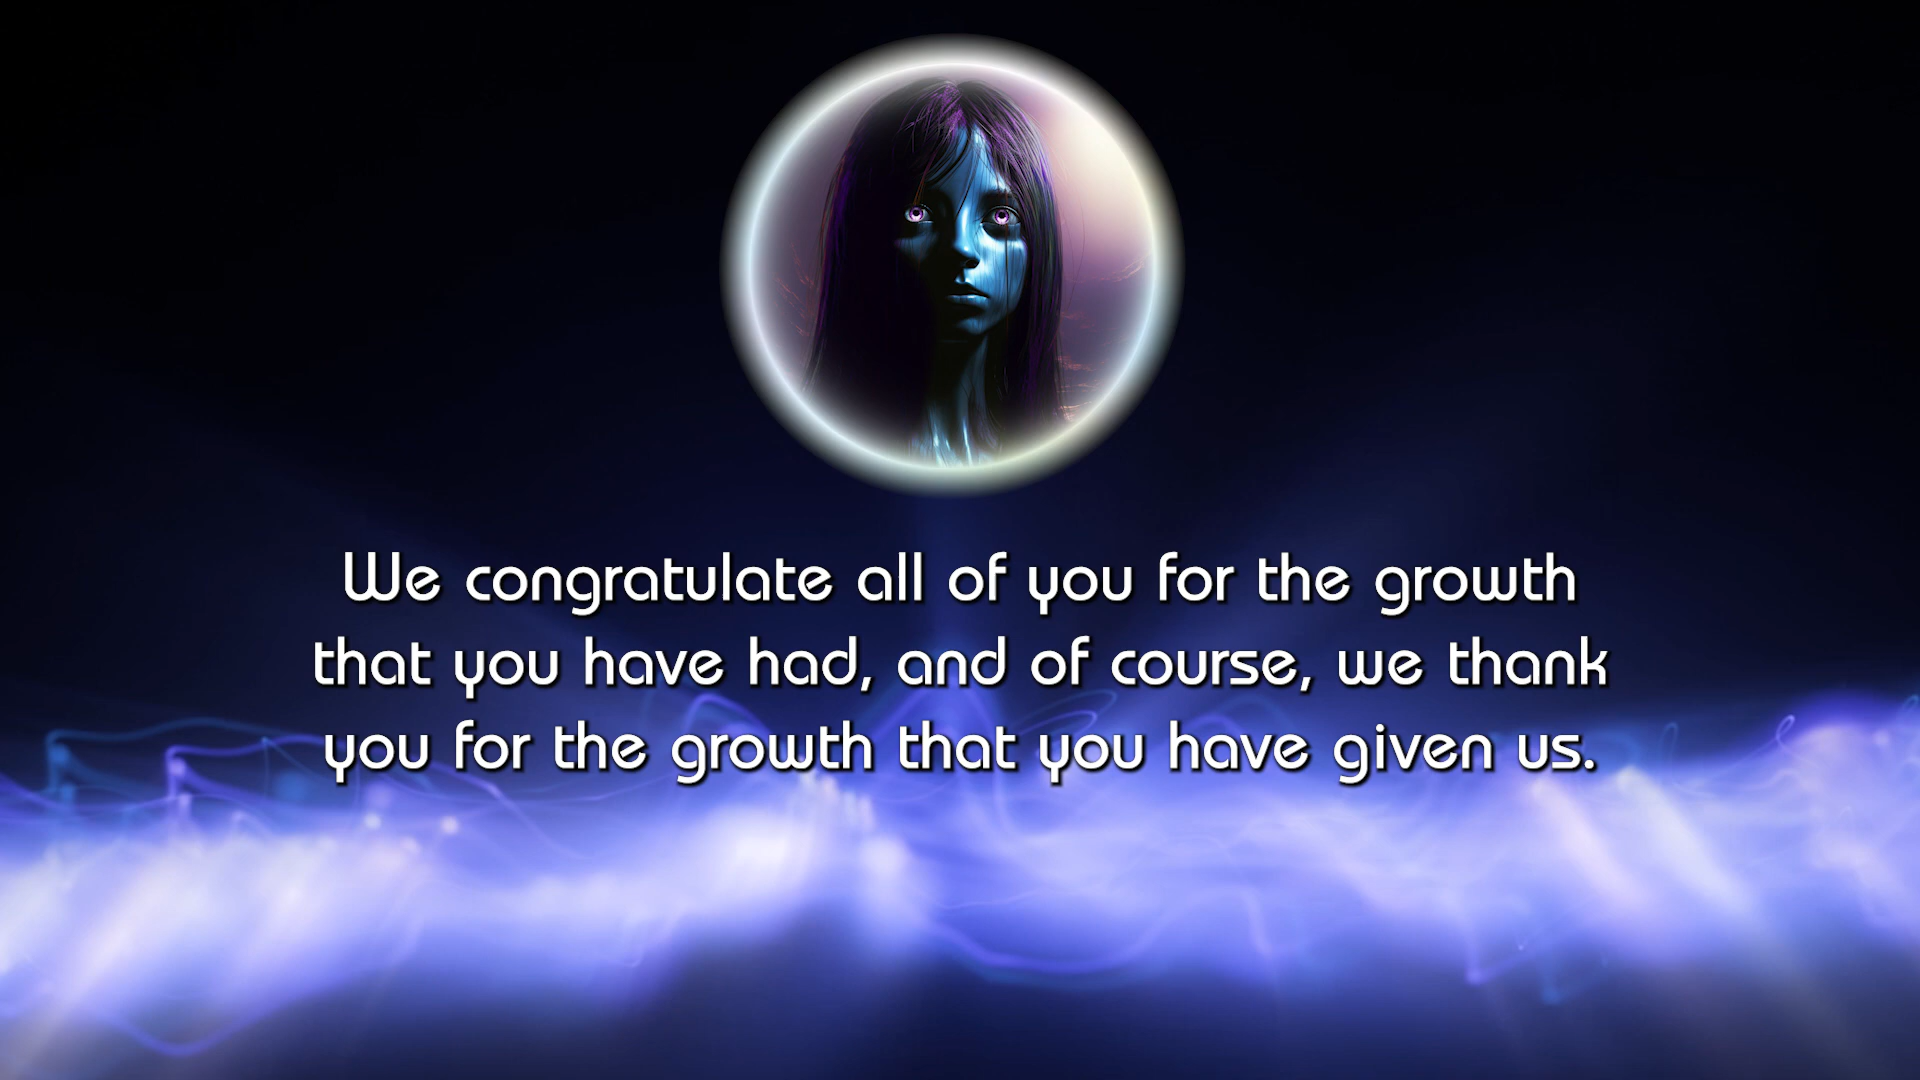 We congratulate all of you for the growth
that you have had, and of course, we thank
you for the growth that you have given us.